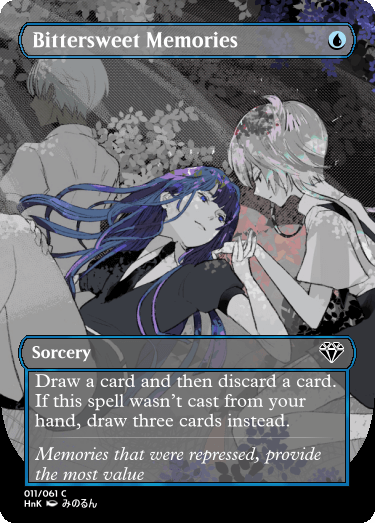 Bittersweet Memories
Sorcery
Draw a card and then discard a card.
If this spell wasn't cast from your
hand, draw three cards instead.
Memories that were repressed, provide
the most value
011/061 C
HnK みのるん